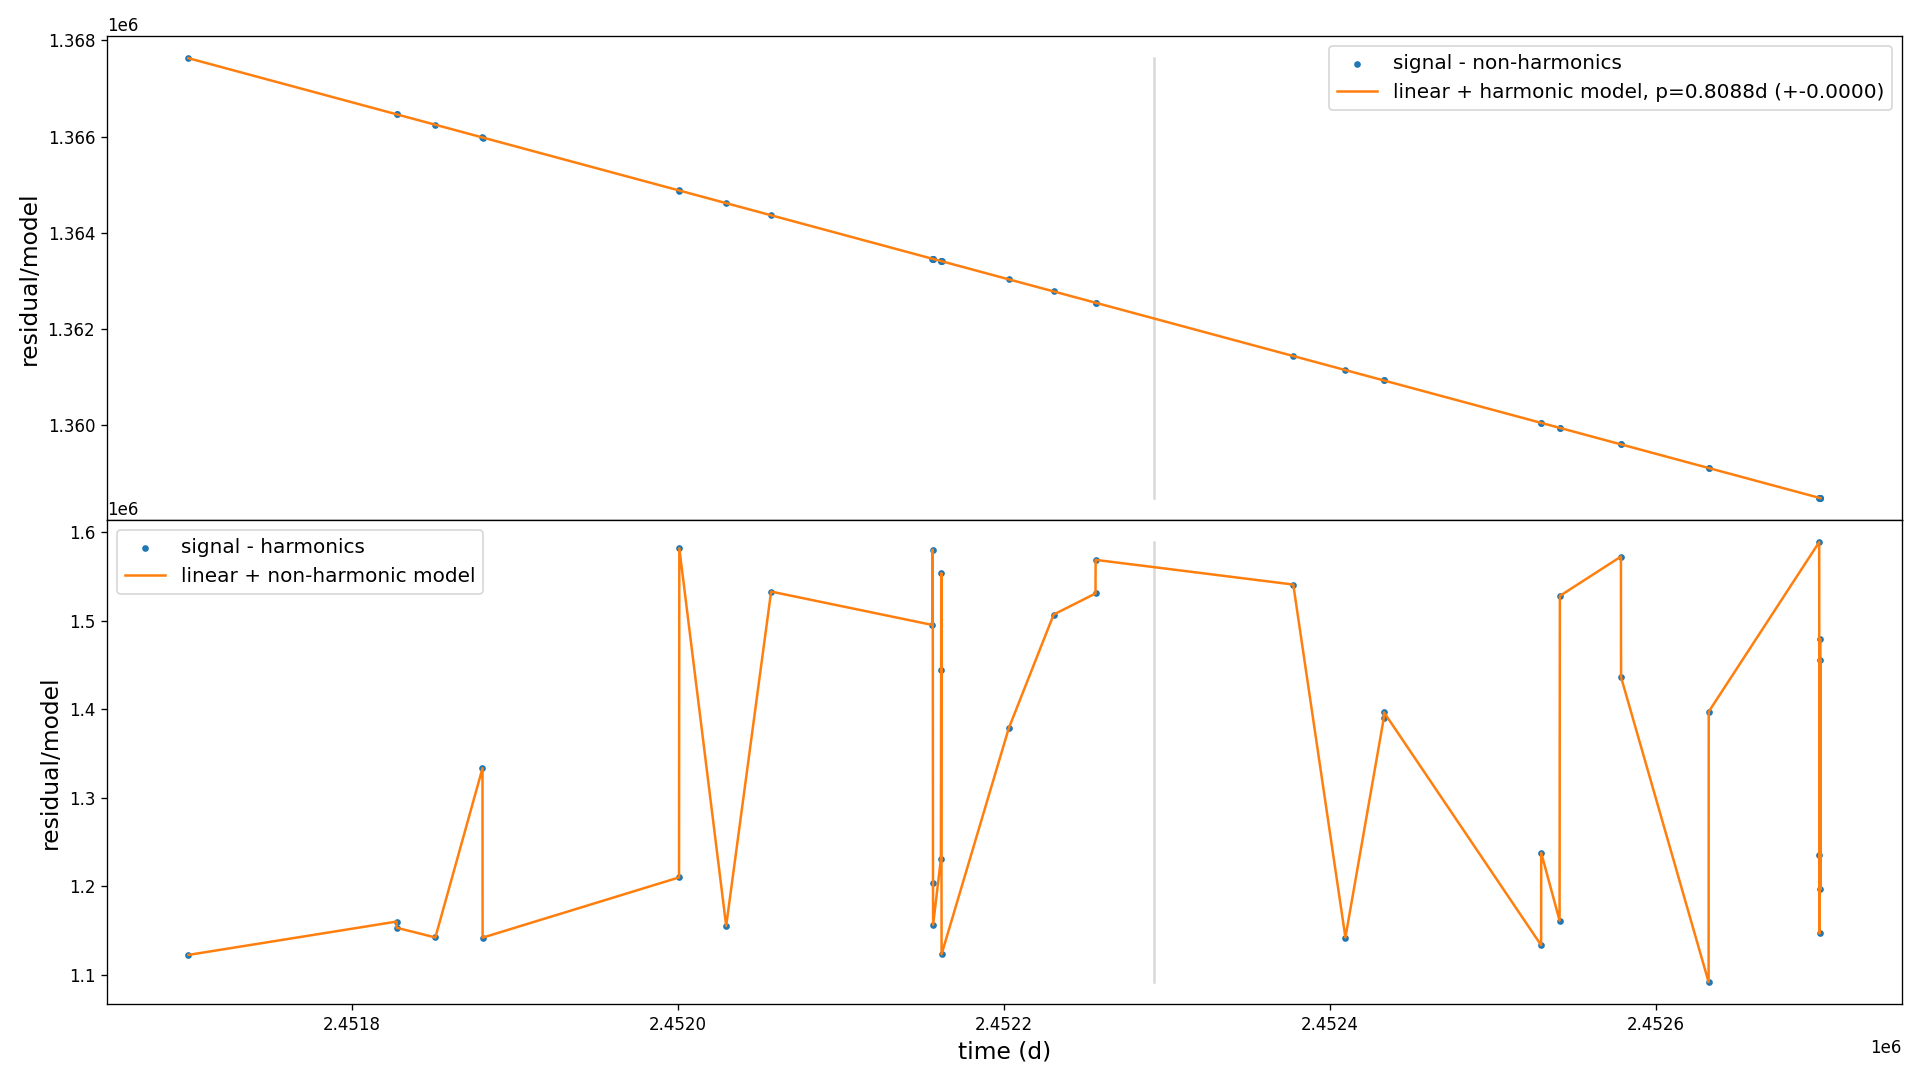 1e6
1.368
1.366
1.364
1.362
1.360
residual/model
signal - non-harmonics
linear + harmonic model, p=0.8088d (+-0.0000)
1e6
1.6
1.5
1.4
1.3
1.2
1.1
residual/model
signal - harmonics
linear + non-harmonic model
2.4518
2.4520
2.4522
2.4524
2.4526
1e6
time (d)